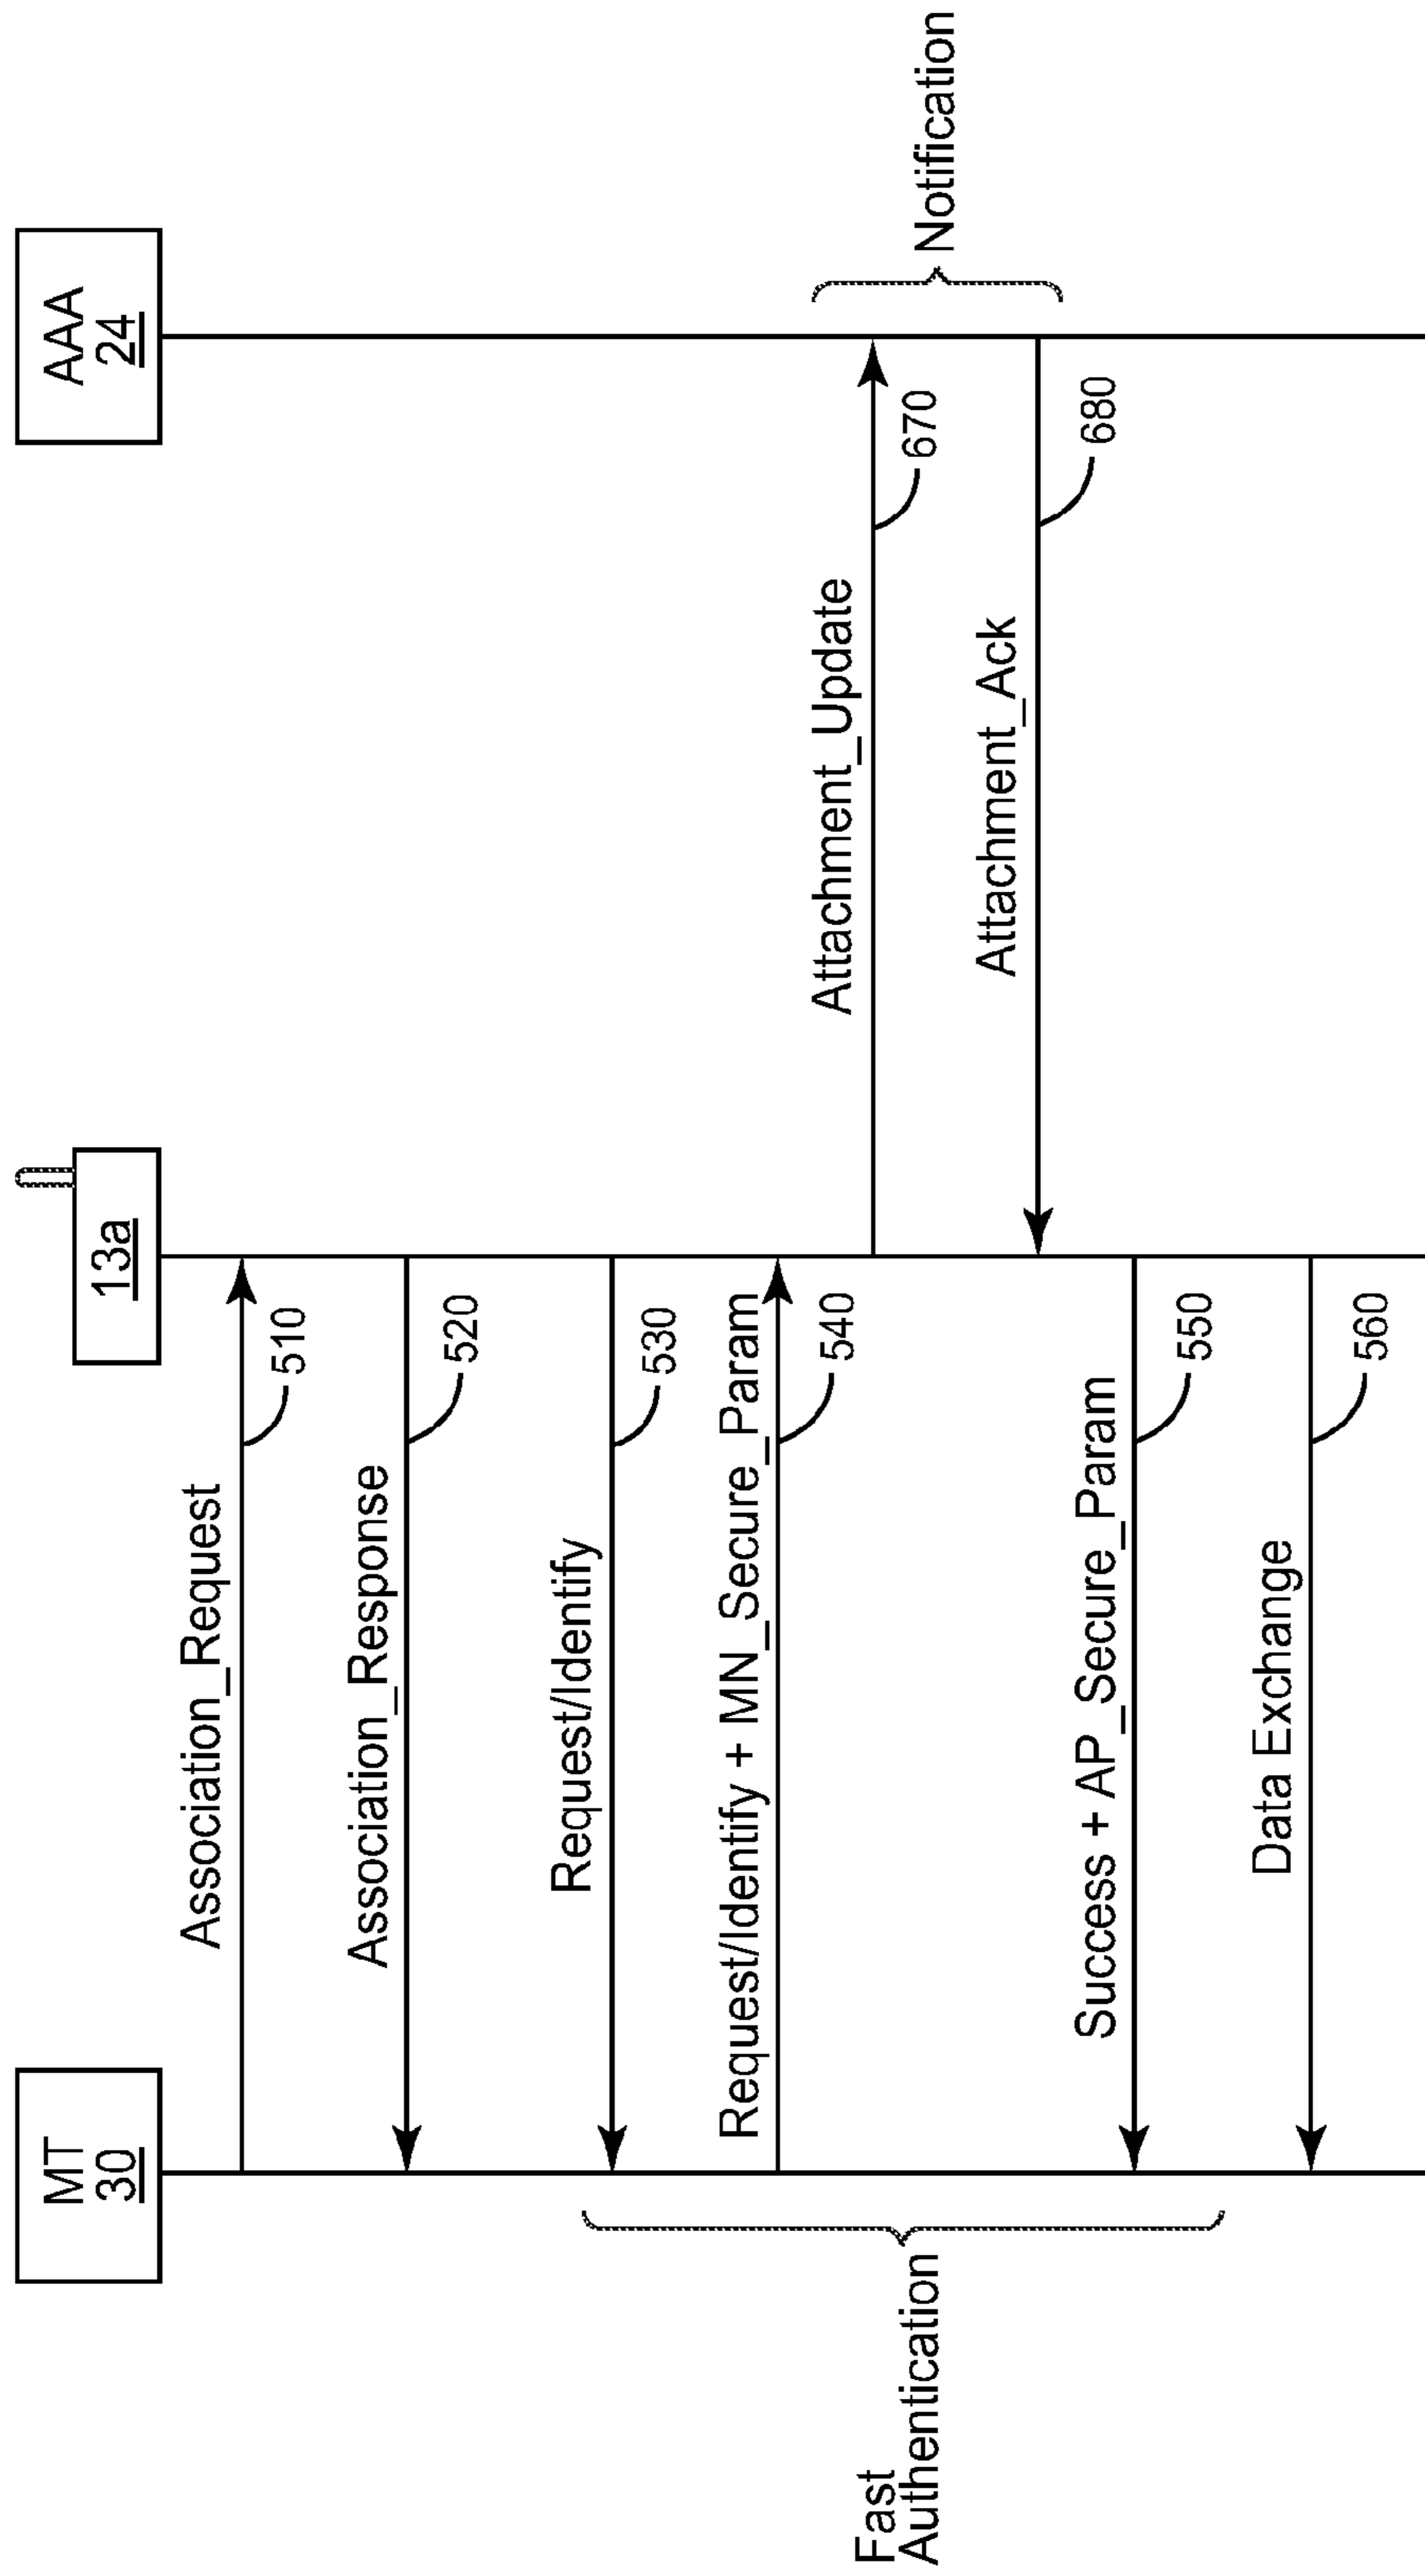 MT
30
13a
AAA
24
Association_Request
510
Association_Response
520
Request/Identify
530
Request/Identify + MN_Secure_Param
540
Attachment_Update
670
Attachment_Ack
680
Notification
Success + AP_Secure_Param
550
Data Exchange
560
Fast
Authentication